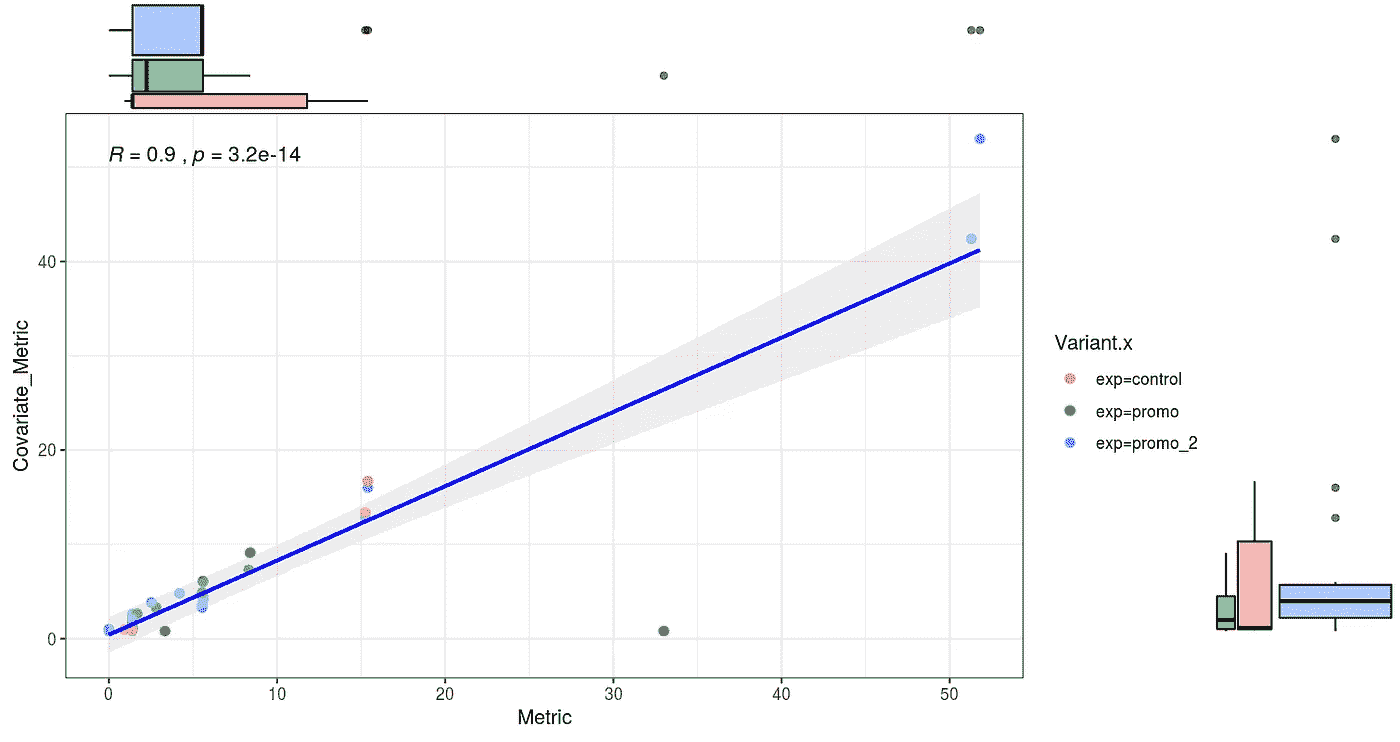 R = 0.9 , p = 3.2e-14
40
20
0
Covariate_Metric
0 10 20 30 40 50
Metric
Variant.x
exp=control
exp=promo
exp=promo_2